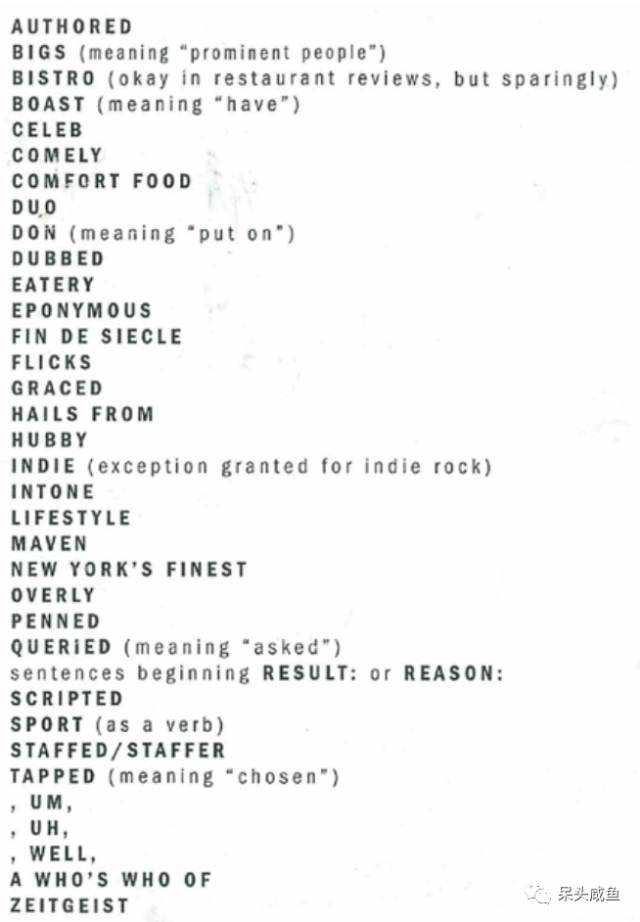 AUTHORED
BIGS (meaning "prominent people")
BISTRO (okay in restaurant reviews, but sparingly)
BOAST (meaning "have")
CELEB
COMELY
COMFORT FOOD
DUO
DON (meaning "put on")
DUBBED
EATERY
EPONYMOUS
FIN DE SIECLE
FLICKS
GRACED
HAILS FROM
HUBBY
INDIE (exception granted for indie rock)
INTONE
LIFESTYLE
MAVEN
NEW YORK'S FINEST
OVERLY
PENNED
QUERIED (meaning "asked")
sentences beginning RESULT: or REASON:
SCRIPTED
SPORT (as a verb)
STAFFED/STAFFER
TAPPED (meaning "chosen")
, UM,
, UH,
, WELL,
A WHO'S WHO OF
ZEITGEIST
呆头咸鱼